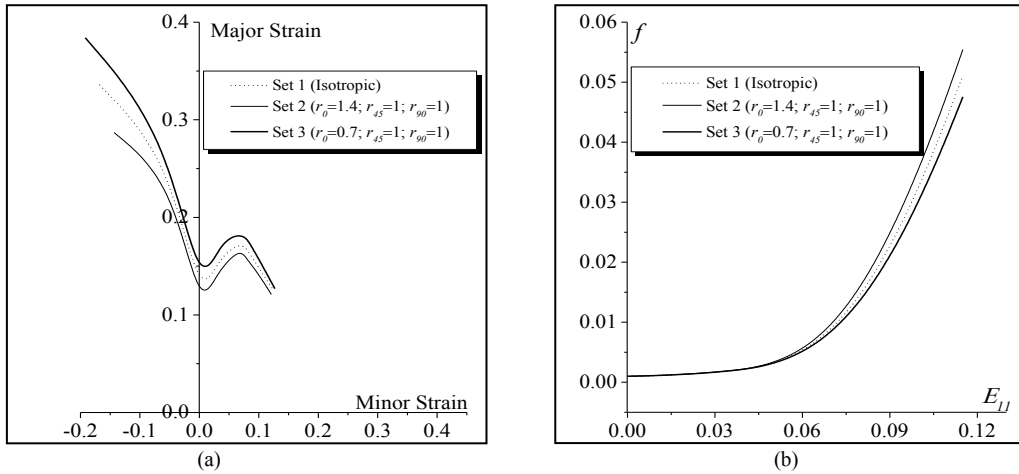 0.4
Major Strain
Set 1 (Isotropic)
Set 2 (r0=1.4; r45=1; r90=1)
Set 3 (r0=0.7; r45=1; r90=1)
0.3
0.2
0.1
0.0
Minor Strain
-0.2 -0.1 0.0 0.1 0.2 0.3 0.4
(a)
0.06
f
0.05
Set 1 (Isotropic)
Set 2 (r0=1.4; r45=1; r90=1)
Set 3 (r0=0.7; r45=1; r90=1)
0.04
0.03
0.02
0.01
0.00
E11
0.00 0.03 0.06 0.09 0.12
(b)